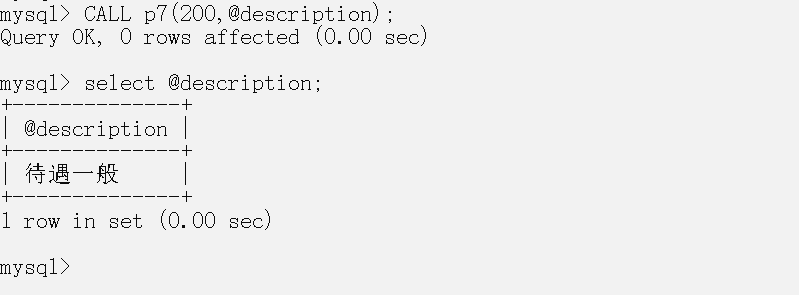 mysql> CALL p7(200,@description);
Query OK, 0 rows affected (0.00 sec)
mysql> select @description;
+--------------+
| @description |
+--------------+
| 待遇一般     |
+--------------+
1 row in set (0.00 sec)
mysql>